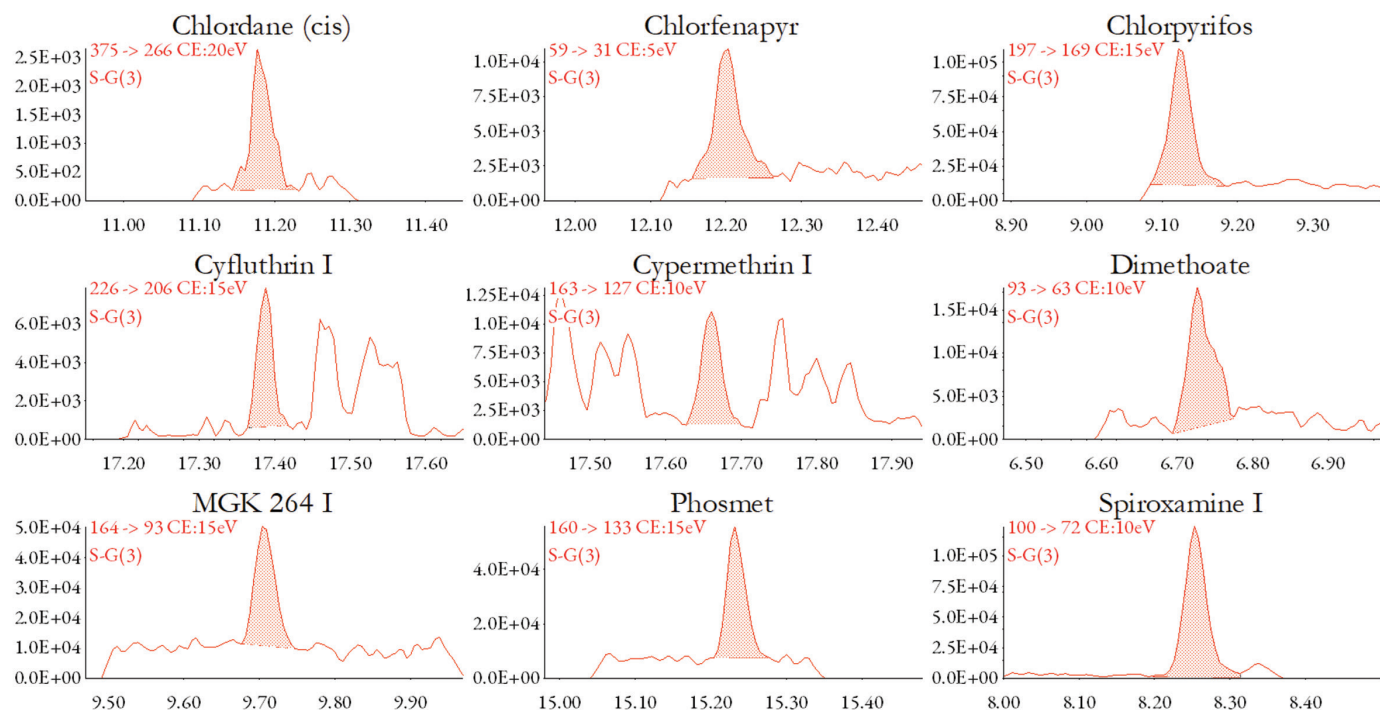 Chlordane (cis)
375 -> 266 CE:20eV
S-G(3)
2.5E+03
2.0E+03
1.5E+03
1.0E+03
5.0E+02
0.0E+00
11.00 11.10 11.20 11.30 11.40
Chlorfenapyr
59 -> 31 CE:5eV
S-G(3)
1.0E+04
7.5E+03
5.0E+03
2.5E+03
0.0E+00
12.00 12.10 12.20 12.30 12.40
Chlorpyrifos
197 -> 169 CE:15eV
S-G(3)
1.0E+05
7.5E+04
5.0E+04
2.5E+04
0.0E+00
8.90 9.00 9.10 9.20 9.30
Cyfluthrin I
226 -> 206 CE:15eV
S-G(3)
6.0E+03
4.0E+03
2.0E+03
0.0E+00
17.20 17.30 17.40 17.50 17.60
Cypermethrin I
163 -> 127 CE:10eV
S-G(3)
1.25E+04
1.0E+04
7.5E+03
5.0E+03
2.5E+03
0.0E+00
17.50 17.60 17.70 17.80 17.90
Dimethoate
93 -> 63 CE:10eV
S-G(3)
1.5E+04
1.0E+04
5.0E+03
0.0E+00
6.50 6.60 6.70 6.80 6.90
MGK 264 I
164 -> 93 CE:15eV
S-G(3)
5.0E+04
4.0E+04
3.0E+04
2.0E+04
1.0E+04
0.0E+00
9.50 9.60 9.70 9.80 9.90
Phosmet
160 -> 133 CE:15eV
S-G(3)
4.0E+04
2.0E+04
0.0E+00
15.00 15.10 15.20 15.30 15.40
Spiroxamine I
100 -> 72 CE:10eV
S-G(3)
1.0E+05
7.5E+04
5.0E+04
2.5E+04
0.0E+00
8.00 8.10 8.20 8.30 8.40